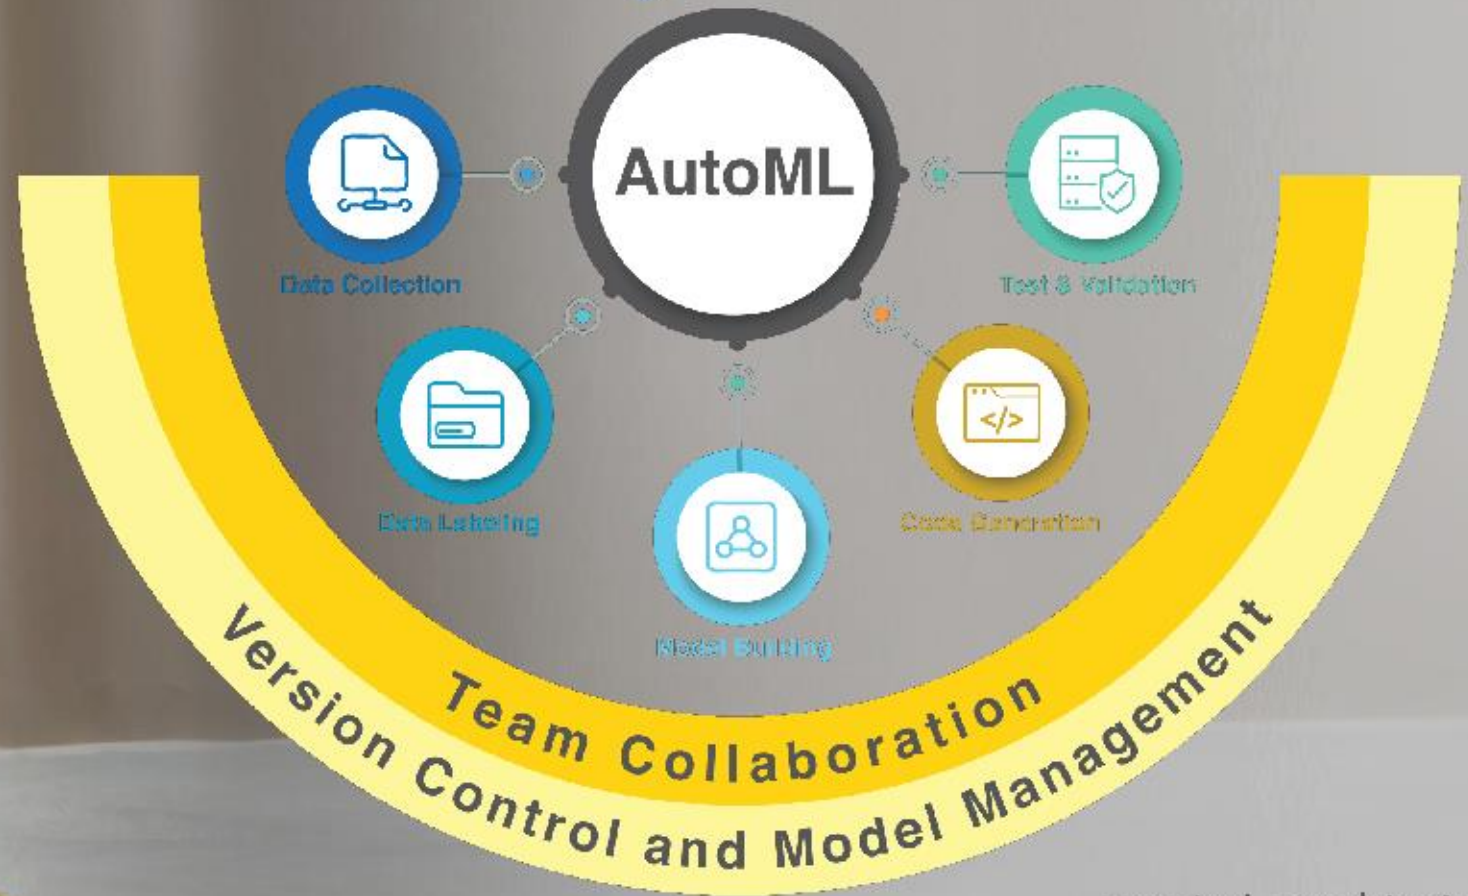 AutoML
Data Collection
Test & Validation
Data Labeling
Code Generation
Model Building
Team Collaboration
Version Control and Model Management